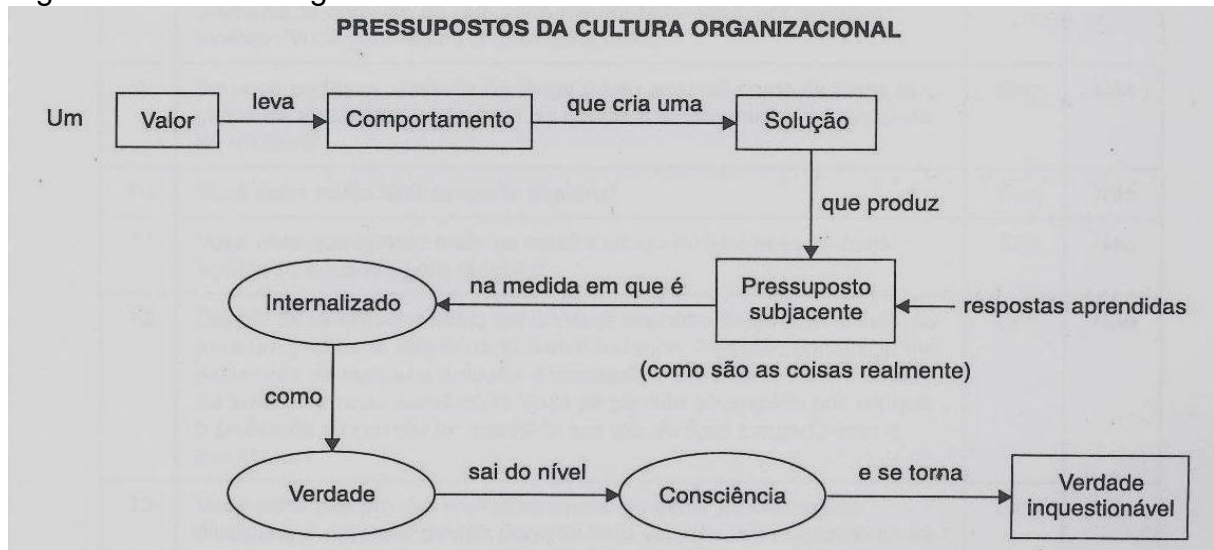 PRESSUPOSTOS DA CULTURA ORGANIZACIONAL
Um Valor leva Comportamento que cria uma Solução
que produz
Internalizado na medida em que é Pressuposto subjacente respostas aprendidas
(como são as coisas realmente)
como
Verdade sai do nível Consciência e se torna Verdade inquestionável